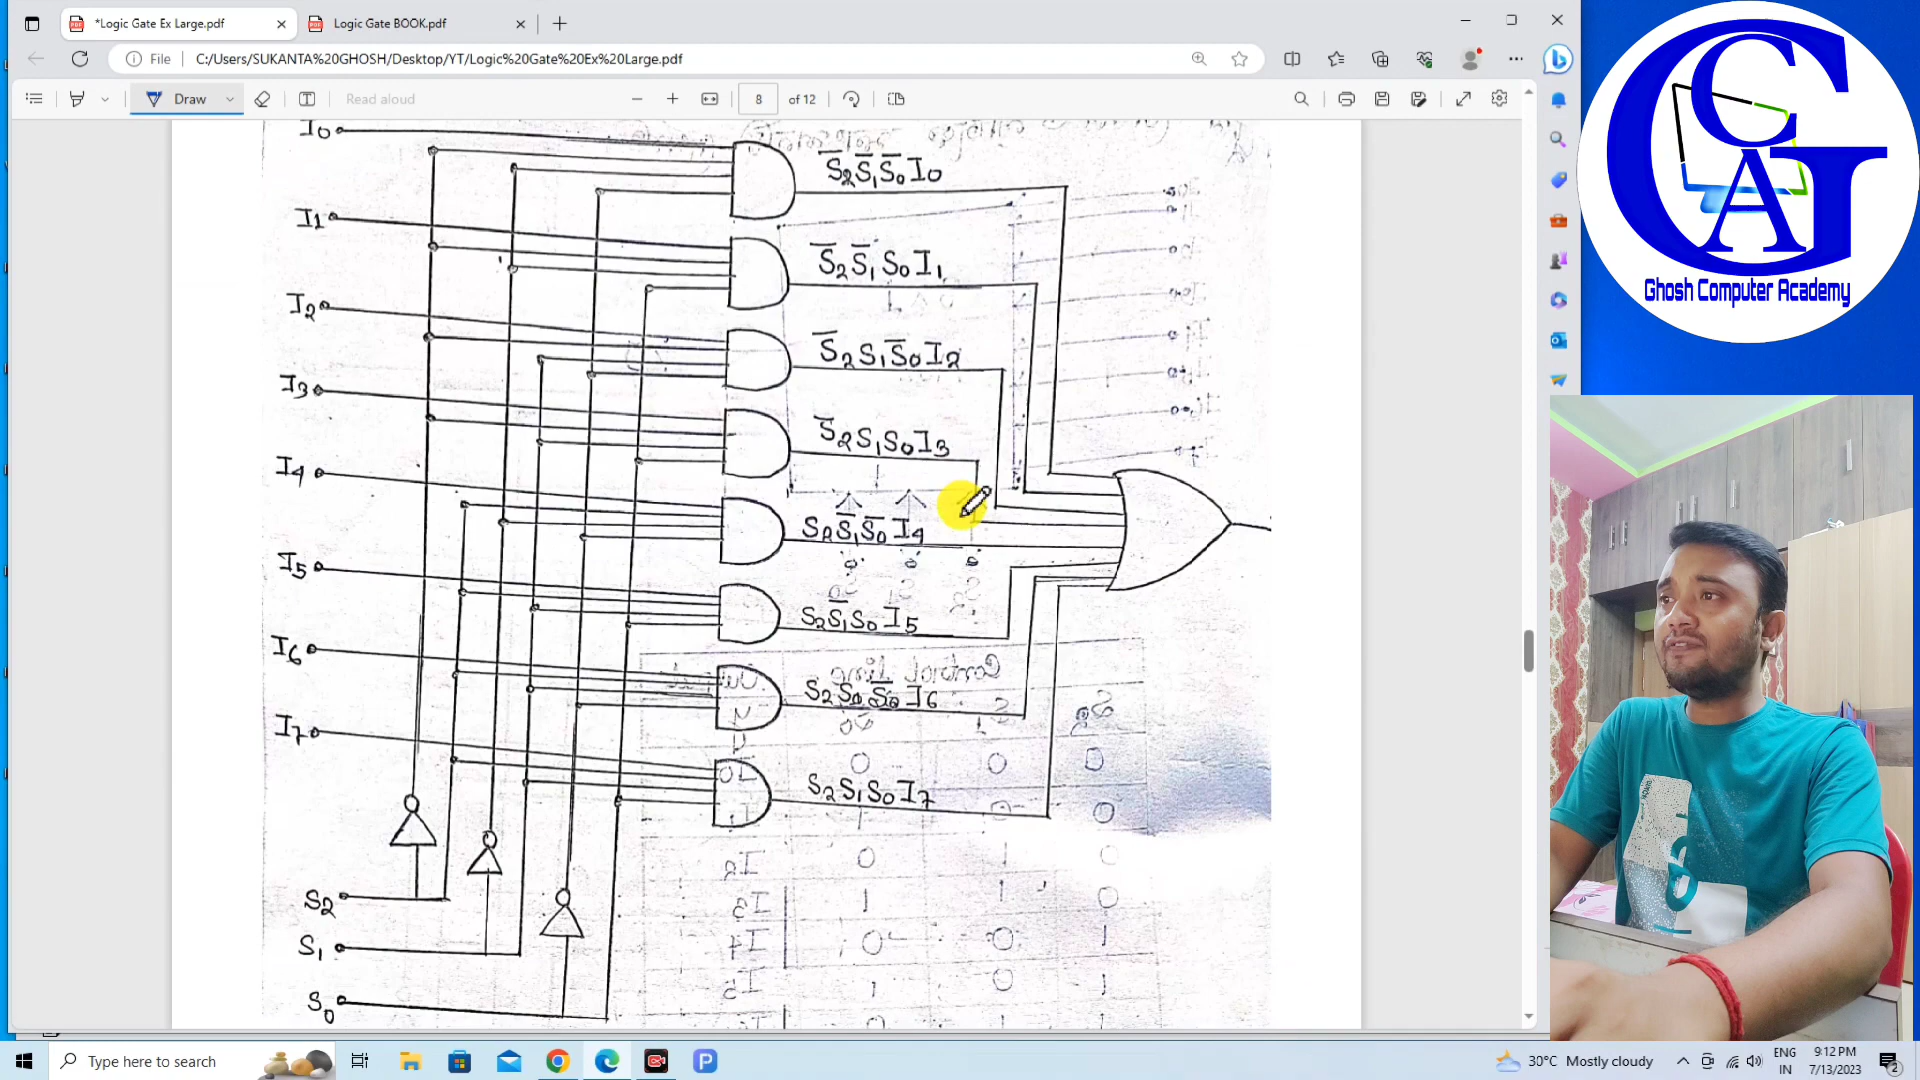 *Logic Gate Ex Large.pdf
Logic Gate BOOK.pdf
File
C:/Users/SUKANTA%20GHOSH/Desktop/YT/Logic%20Gate%20Ex%20Large.pdf
Draw
Read aloud
8
of 12
I0
S̅2S̅1S̅0I0
I1
S̅2S̅1S0I1
I2
S̅2S1S̅0I2
I3
S̅2S1S0I3
I4
S2S̅1S̅0I4
I5
S2S̅1S0I5
I6
S2S0S̅0I6
I7
S2S1S0I7
S2
S1
S0
CGA
Ghosh Computer Academy
Type here to search
30°C Mostly cloudy
ENG
IN
9:12 PM
7/13/2023
2